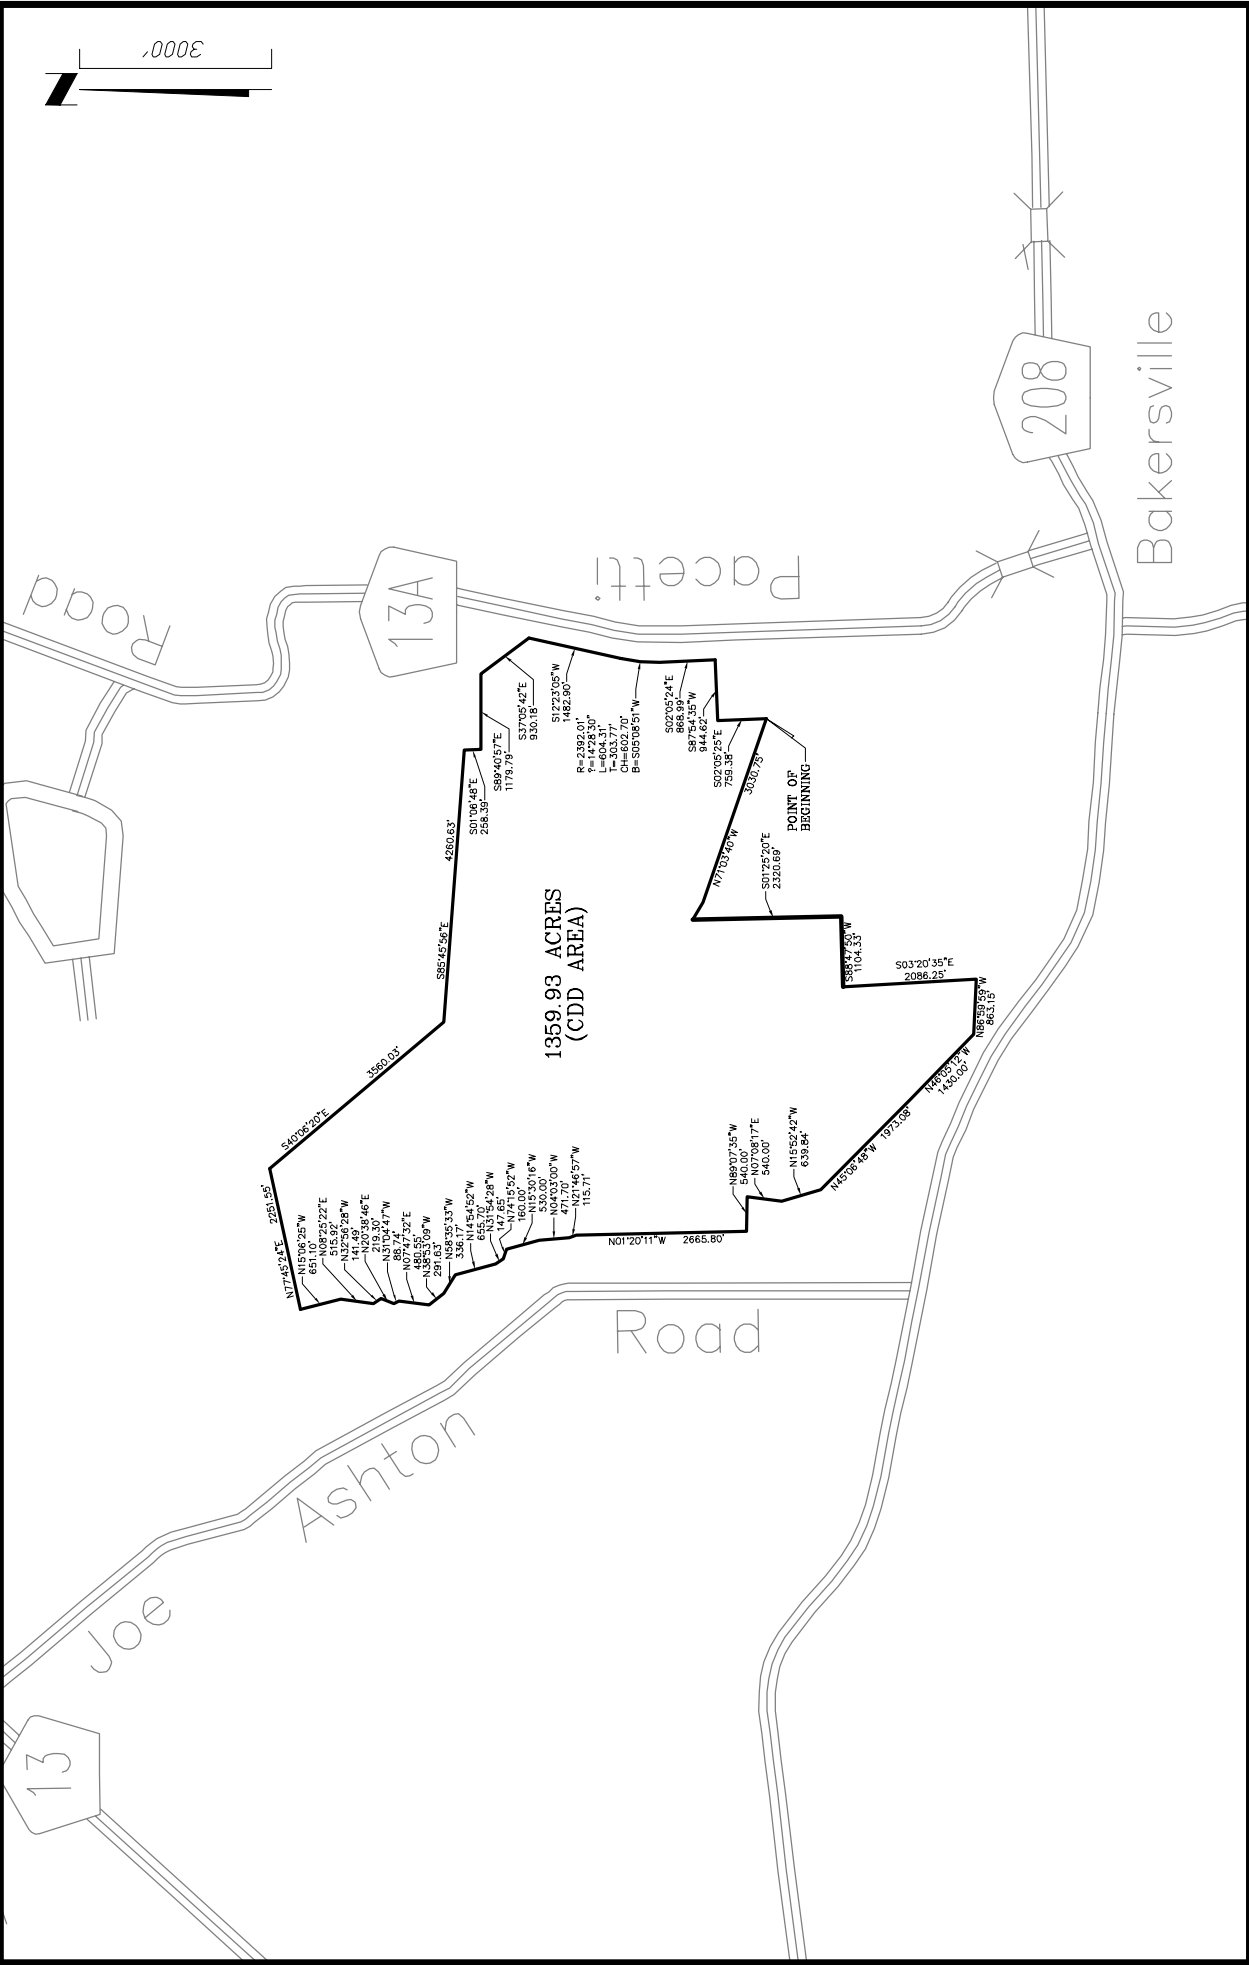 3000'
N
Road
13A
Pacetti
208
Bakersville
Joe
Ashton
Road
13
1359.93 ACRES
(CDD AREA)
POINT OF
BEGINNING
N71°03'40"W
3030.75'
S01°25'20"E
2320.69'
S88°47'50"W
1104.33'
S03°20'35"E
2086.25'
N86°59'59"W
863.15'
N46°05'12"W
1430.00'
N45°06'48"W 1973.08'
N15°52'42"W
639.84'
N07°08'17"E
540.00'
N89°07'35"W
540.00'
N01°20'11"W 2665.80'
N21°46'57"W
115.71'
N04°03'00"W
471.70'
N15°30'16"W
530.00'
N74°15'52"W
160.00'
N31°54'28"W
147.65'
N14°54'52"W
655.70'
N58°35'33"W
336.17'
N38°53'09"W
291.63'
N07°47'32"E
480.55'
N31°04'47"W
88.74'
N20°38'46"E
219.30'
N32°56'28"W
141.49'
N08°25'22"E
515.92'
N15°06'25"W
651.10'
N77°45'24"E 2251.55'
S40°06'20"E 3560.03'
S85°45'56"E 4260.63'
S01°06'48"E
258.39'
S89°40'57"E
1179.79'
S37°05'42"E
930.18'
S12°23'05"W
1482.90'
R=2392.01'
?=14°28'30"
L=604.31'
T=303.77'
CH=602.70'
B=S05°08'51"W
S02°05'24"E
868.99'
S87°54'35"W
944.62'
S02°05'25"E
759.38'